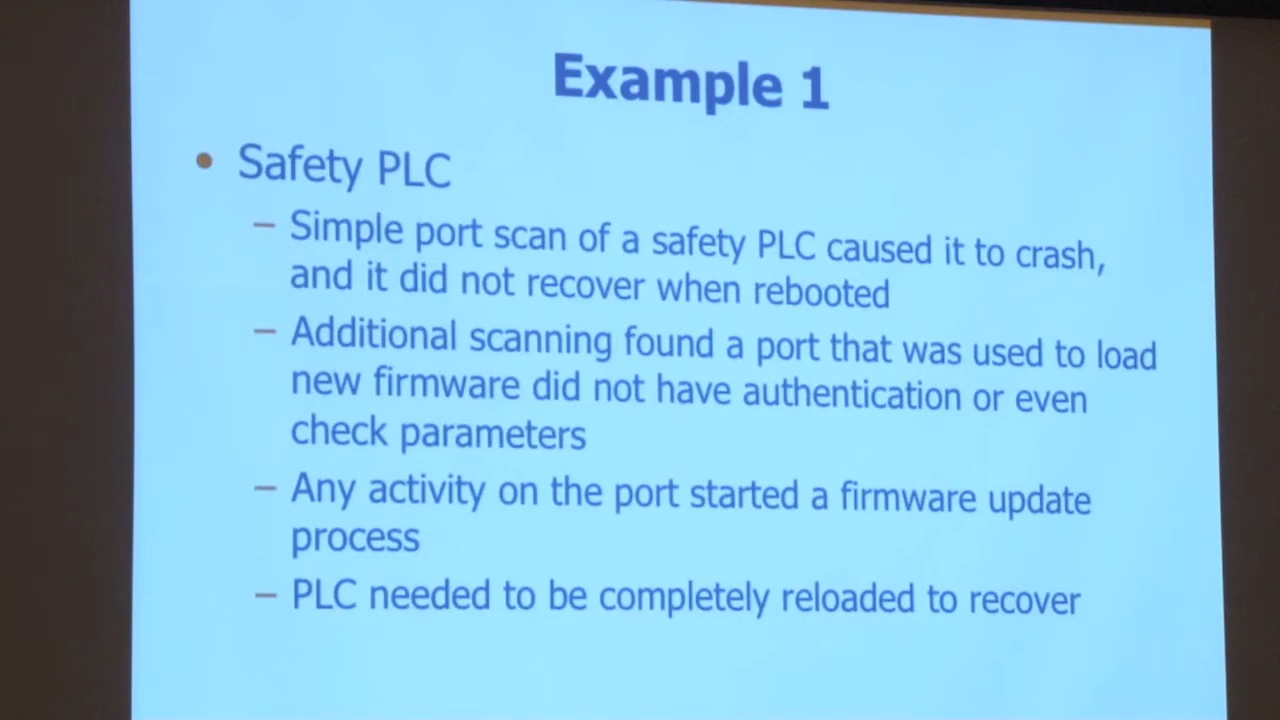 Example 1
• Safety PLC
– Simple port scan of a safety PLC caused it to crash,
and it did not recover when rebooted
– Additional scanning found a port that was used to load
new firmware did not have authentication or even
check parameters
– Any activity on the port started a firmware update
process
– PLC needed to be completely reloaded to recover